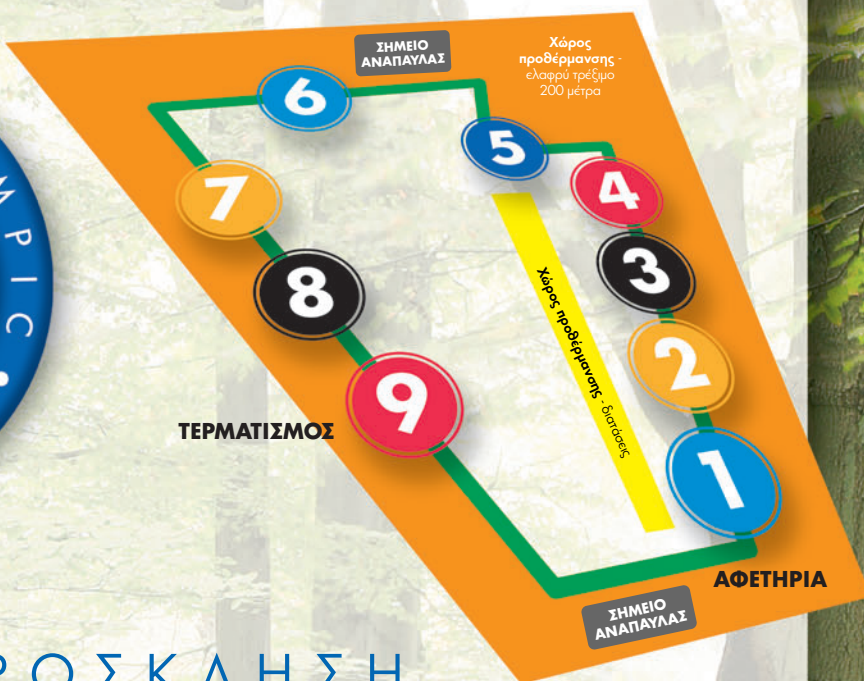 ΣΗΜΕΙΟ
ΑΝΑΠΑΥΛΑΣ
Χώρος
προθέρμανσης -
ελαφρύ τρέξιμο
200 μέτρα
6
5
4
7
3
8
Χώρος προθέρμανσης - διατάσεις
2
9
ΤΕΡΜΑΤΙΣΜΟΣ
1
ΑΦΕΤΗΡΙΑ
ΣΗΜΕΙΟ
ΑΝΑΠΑΥΛΑΣ
ΡΟΣΚΛΗΣΗ